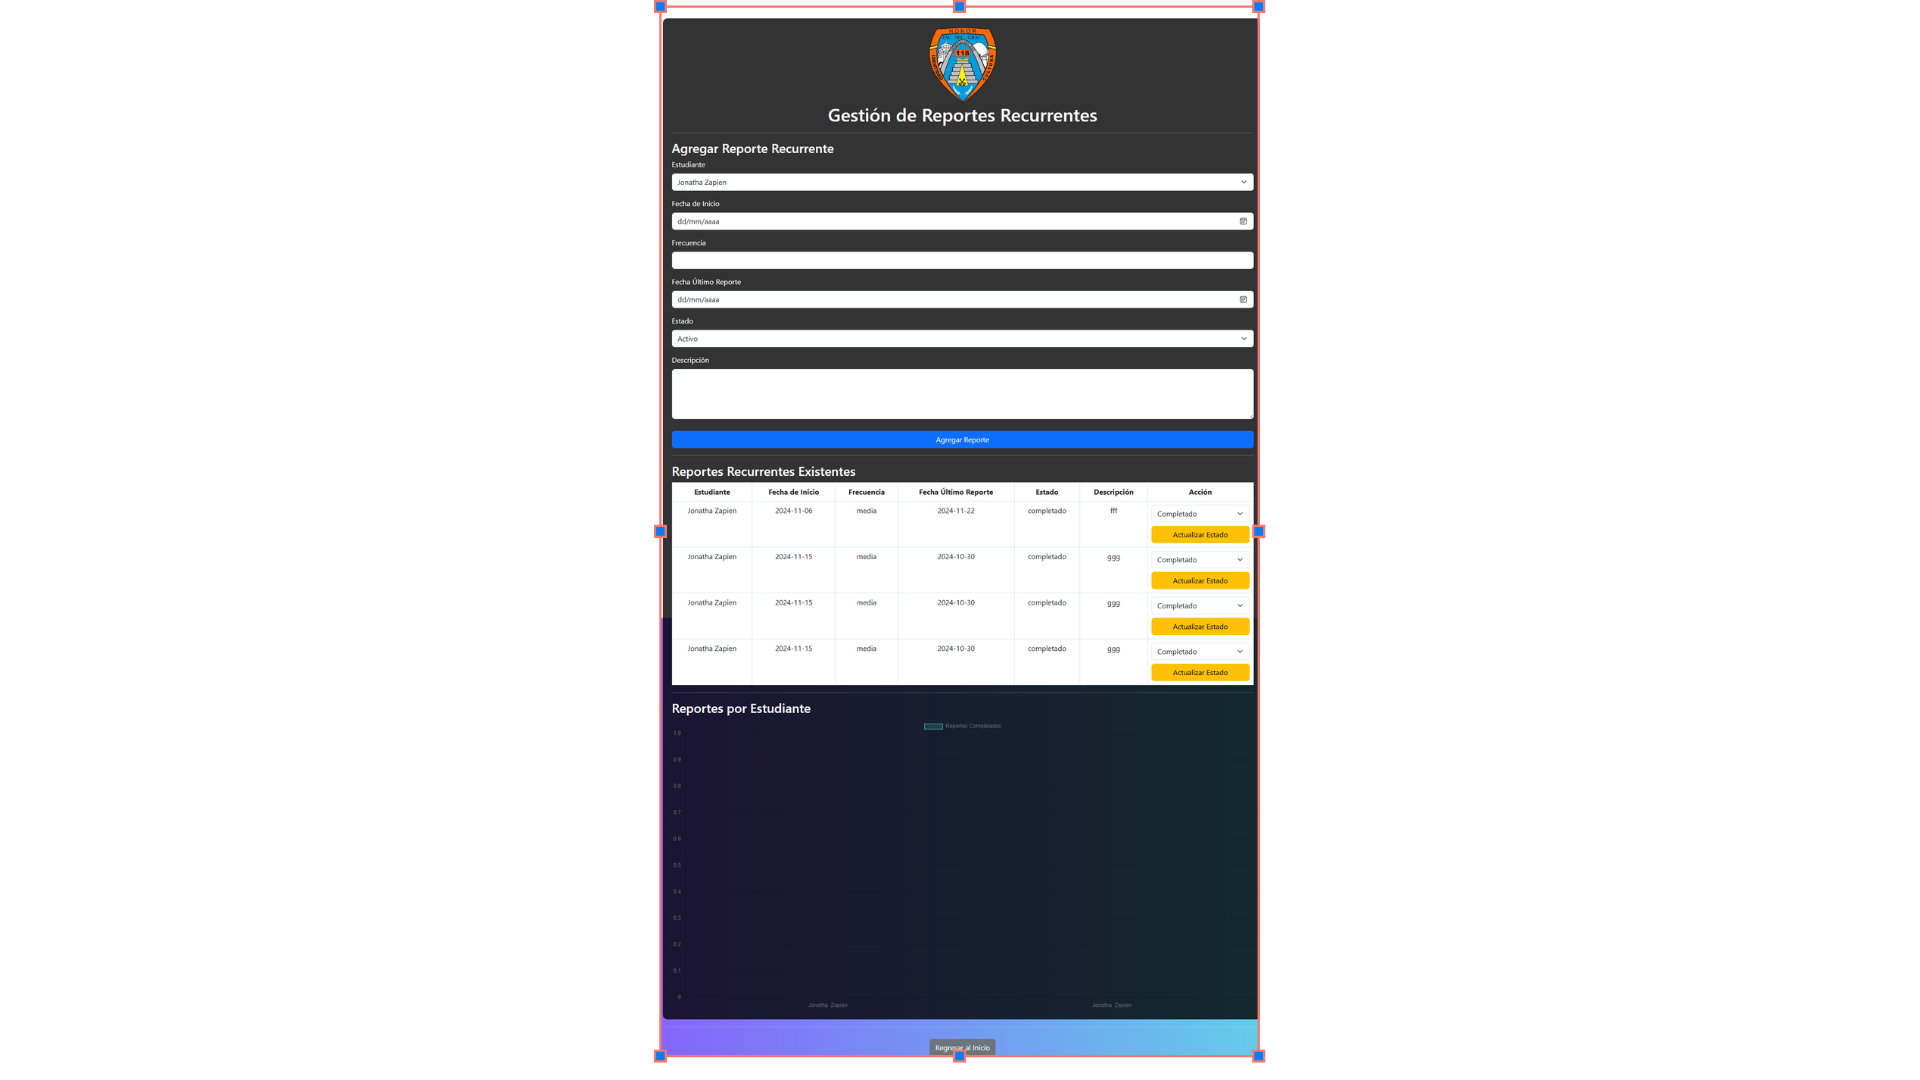 HONOR
118
Gestión de Reportes Recurrentes
Agregar Reporte Recurrente
Estudiante
Jonatha Zapien
Fecha de Inicio
dd/mm/aaaa
Frecuencia
Fecha Último Reporte
dd/mm/aaaa
Estado
Activo
Descripción
Agregar Reporte
Reportes Recurrentes Existentes
Estudiante Fecha de Inicio Frecuencia Fecha Último Reporte Estado Descripción Acción
Jonatha Zapien 2024-11-06 media 2024-11-22 completado fff Completado
Actualizar Estado
Jonatha Zapien 2024-11-15 media 2024-10-30 completado ggg Completado
Actualizar Estado
Jonatha Zapien 2024-11-15 media 2024-10-30 completado ggg Completado
Actualizar Estado
Jonatha Zapien 2024-11-15 media 2024-10-30 completado ggg Completado
Actualizar Estado
Reportes por Estudiante
Reportes Completados
1.0
0.9
0.8
0.7
0.6
0.5
0.4
0.3
0.2
0.1
0
Jonatha Zapien Jonatha Zapien
Regresar al Inicio